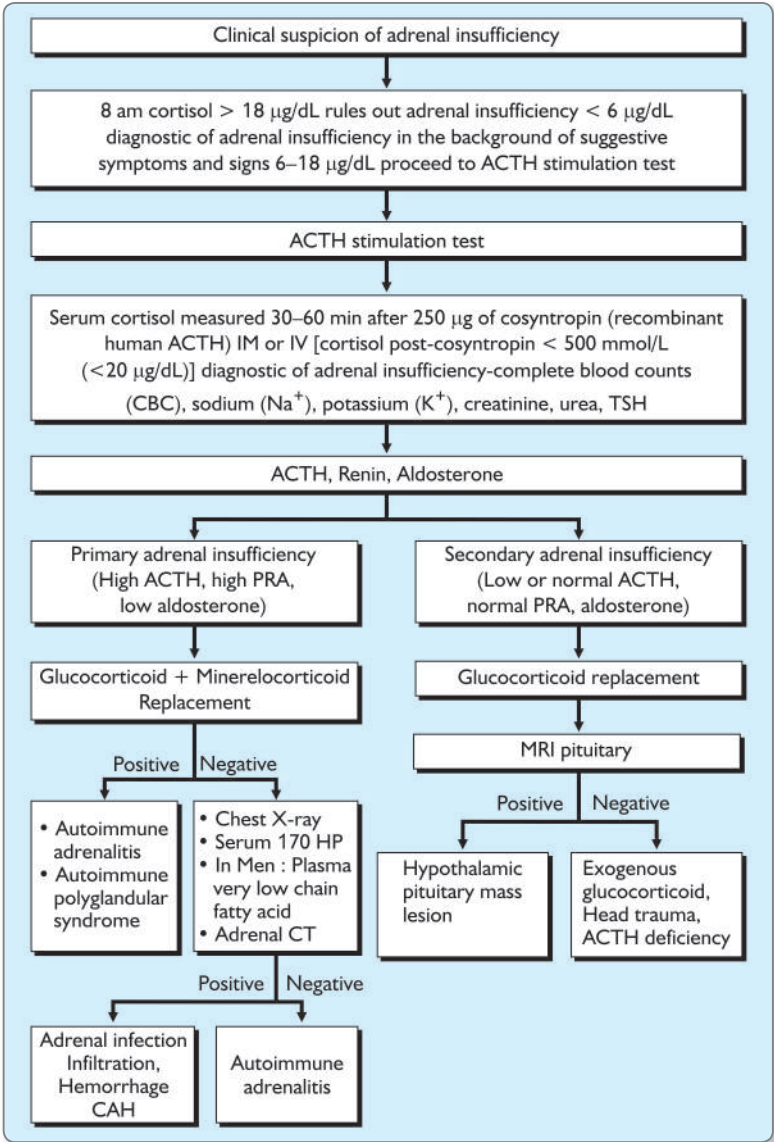 Clinical suspicion of adrenal insufficiency
8 am cortisol > 18 μg/dL rules out adrenal insufficiency < 6 μg/dL
diagnostic of adrenal insufficiency in the background of suggestive
symptoms and signs 6–18 μg/dL proceed to ACTH stimulation test
ACTH stimulation test
Serum cortisol measured 30–60 min after 250 μg of cosyntropin (recombinant
human ACTH) IM or IV [cortisol post-cosyntropin < 500 mmol/L
(<20 μg/dL)] diagnostic of adrenal insufficiency-complete blood counts
(CBC), sodium (Na⁺), potassium (K⁺), creatinine, urea, TSH
ACTH, Renin, Aldosterone
Primary adrenal insufficiency
(High ACTH, high PRA,
low aldosterone)
Secondary adrenal insufficiency
(Low or normal ACTH,
normal PRA, aldosterone)
Glucocorticoid + Minerelocorticoid
Replacement
Glucocorticoid replacement
MRI pituitary
Positive Negative
• Autoimmune
adrenalitis
• Autoimmune
polyglandular
syndrome
• Chest X-ray
• Serum 170 HP
• In Men : Plasma
very low chain
fatty acid
• Adrenal CT
Positive Negative
Hypothalamic
pituitary mass
lesion
Exogenous
glucocorticoid,
Head trauma,
ACTH deficiency
Positive Negative
Adrenal infection
Infiltration,
Hemorrhage
CAH
Autoimmune
adrenalitis